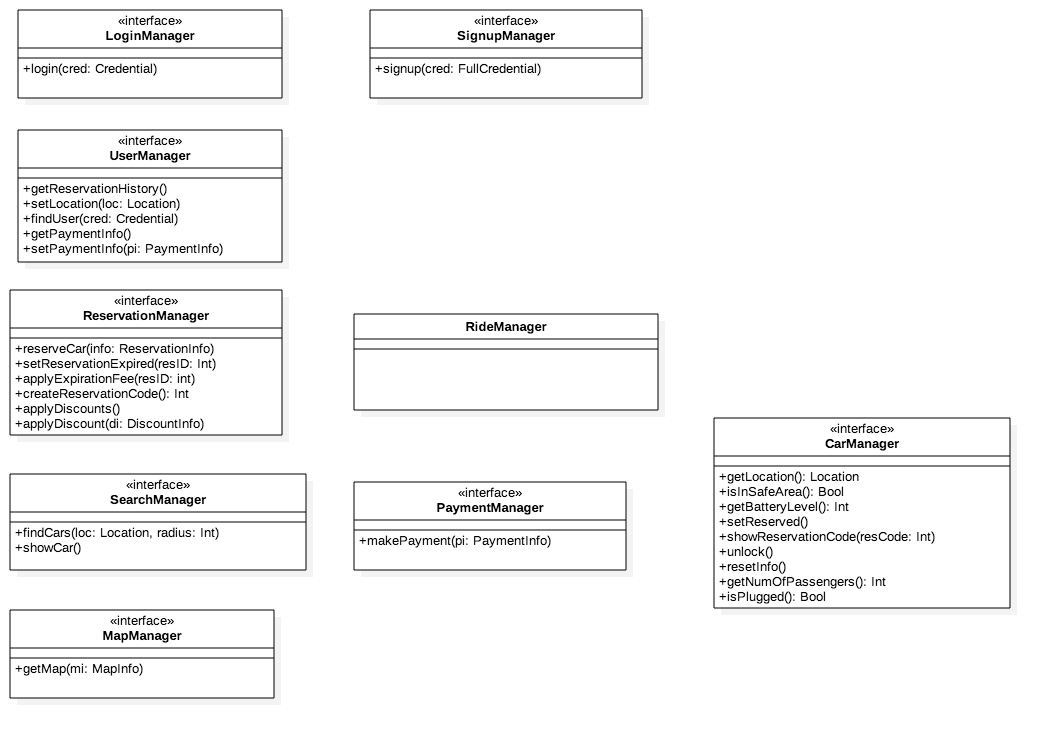 «interface»
LoginManager
+login(cred: Credential)
«interface»
SignupManager
+signup(cred: FullCredential)
«interface»
UserManager
+getReservationHistory()
+setLocation(loc: Location)
+findUser(cred: Credential)
+getPaymentInfo()
+setPaymentInfo(pi: PaymentInfo)
«interface»
ReservationManager
+reserveCar(info: ReservationInfo)
+setReservationExpired(resID: Int)
+applyExpirationFee(resID: int)
+createReservationCode(): Int
+applyDiscounts()
+applyDiscount(di: DiscountInfo)
RideManager
«interface»
CarManager
+getLocation(): Location
+isInSafeArea(): Bool
+getBatteryLevel(): Int
+setReserved()
+showReservationCode(resCode: Int)
+unlock()
+resetInfo()
+getNumOfPassengers(): Int
+isPlugged(): Bool
«interface»
SearchManager
+findCars(loc: Location, radius: Int)
+showCar()
«interface»
PaymentManager
+makePayment(pi: PaymentInfo)
«interface»
MapManager
+getMap(mi: MapInfo)